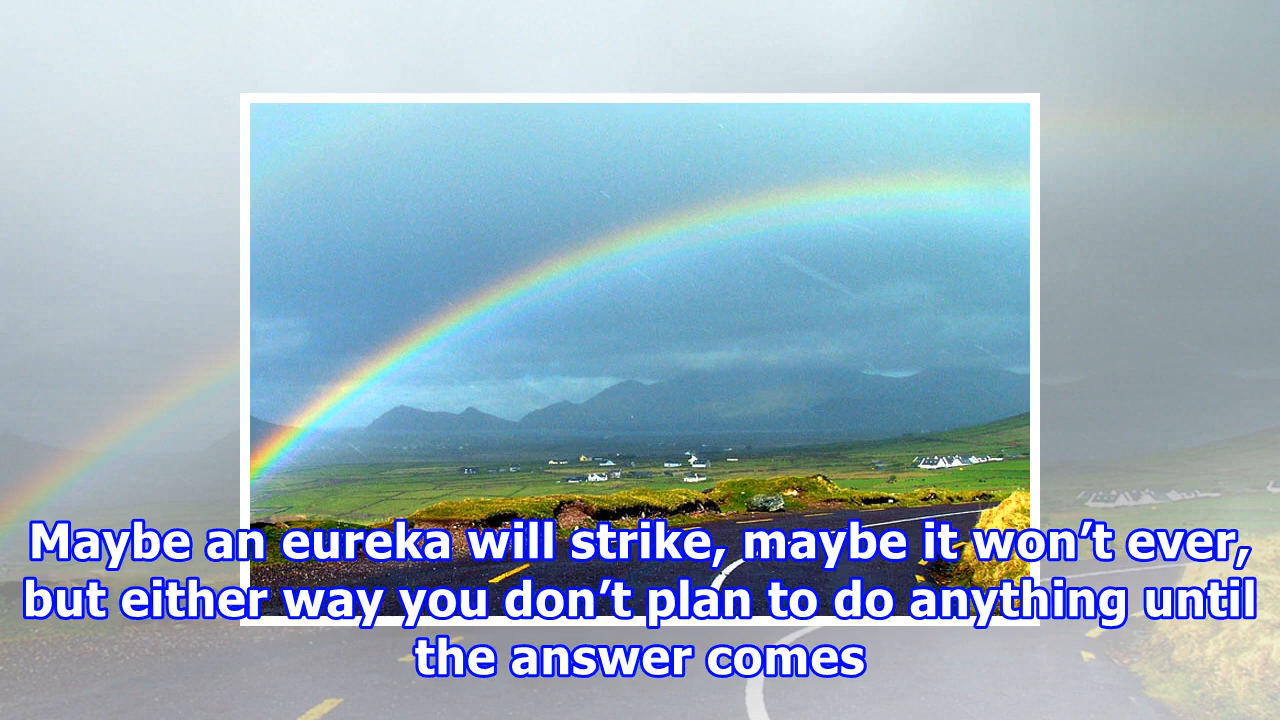 Maybe an eureka will strike, maybe it won’t ever,
but either way you don’t plan to do anything until
the answer comes